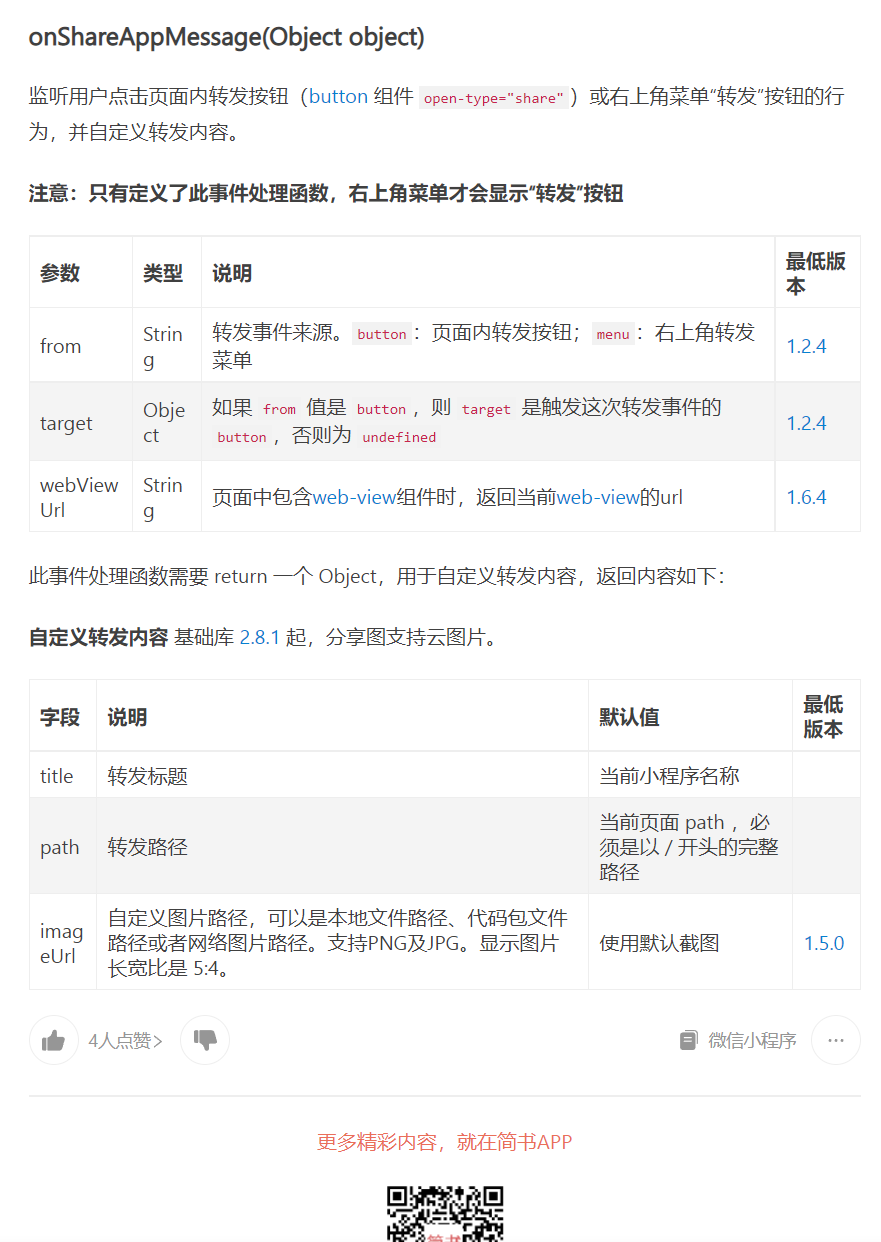 onShareAppMessage(Object object)
监听用户点击页面内转发按钮（button 组件 open-type="share"）或右上角菜单“转发”按钮的行
为，并自定义转发内容。
注意：只有定义了此事件处理函数，右上角菜单才会显示“转发”按钮
参数 类型 说明 最低版
本
from Strin
g 转发事件来源。button：页面内转发按钮；menu：右上角转发
菜单 1.2.4
target Obje
ct 如果 from 值是 button，则 target 是触发这次转发事件的
button，否则为 undefined 1.2.4
webView
Url Strin
g 页面中包含web-view组件时，返回当前web-view的url 1.6.4
此事件处理函数需要 return 一个 Object，用于自定义转发内容，返回内容如下：
自定义转发内容 基础库 2.8.1 起，分享图支持云图片。
字段 说明 默认值 最低
版本
title 转发标题 当前小程序名称
path 转发路径 当前页面 path ，必
须是以 / 开头的完整
路径
imag
eUrl 自定义图片路径，可以是本地文件路径、代码包文件
路径或者网络图片路径。支持PNG及JPG。显示图片
长宽比是 5:4。 使用默认截图 1.5.0
4人点赞> 微信小程序 ...
更多精彩内容，就在简书APP